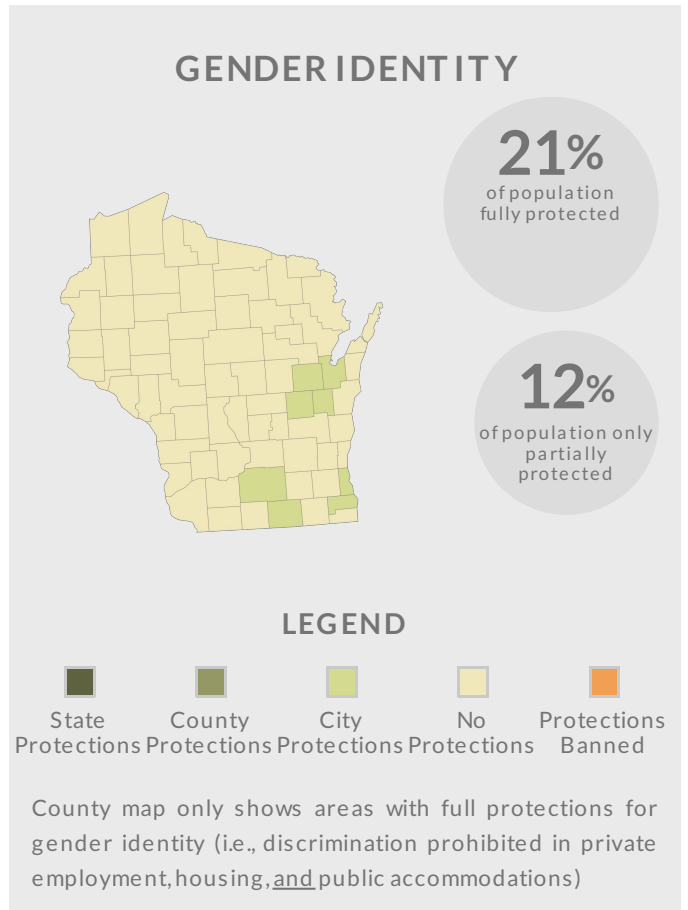 GENDER IDENTITY
21%
of population
fully protected
12%
of population only
partially
protected
LEGEND
State
Protections
County
Protections
City
Protections
No
Protections
Protections
Banned
County map only shows areas with full protections for
gender identity (i.e., discrimination prohibited in private
employment, housing, and public accommodations)